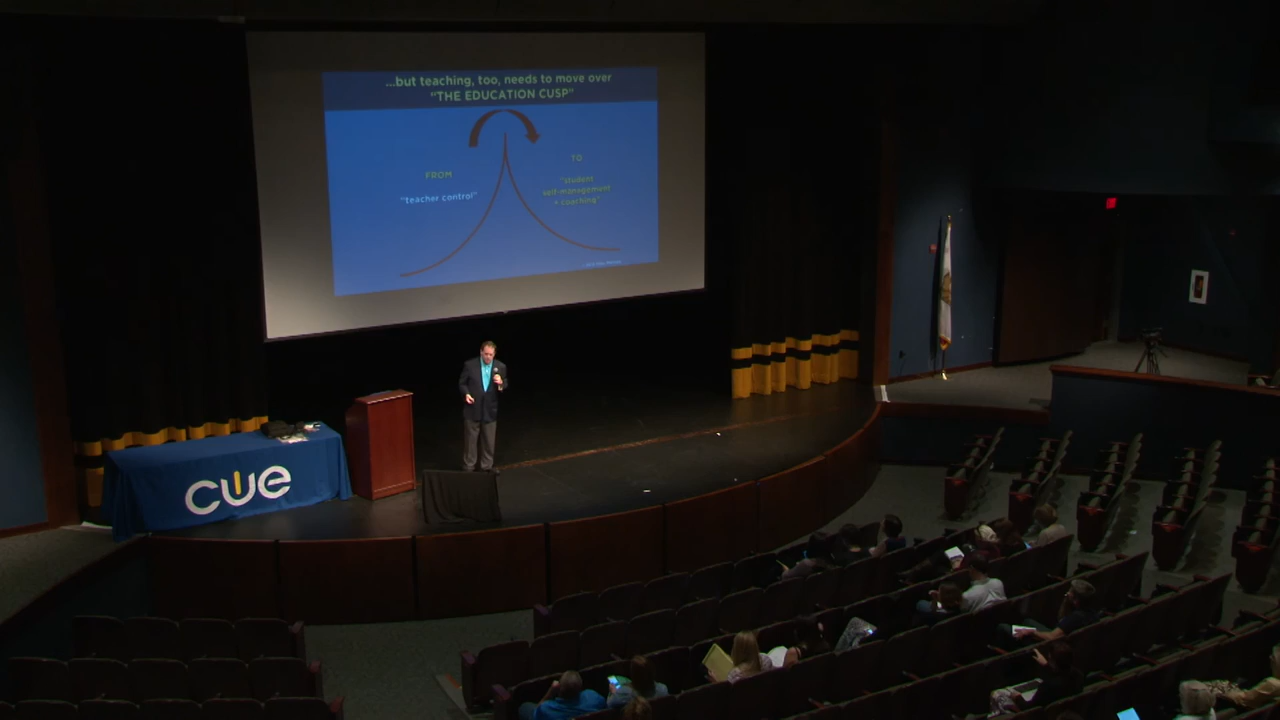 ...but teaching, too, needs to move over
"THE EDUCATION CUSP"
FROM
"teacher control"
TO
"student
self-management
+ coaching"
cue